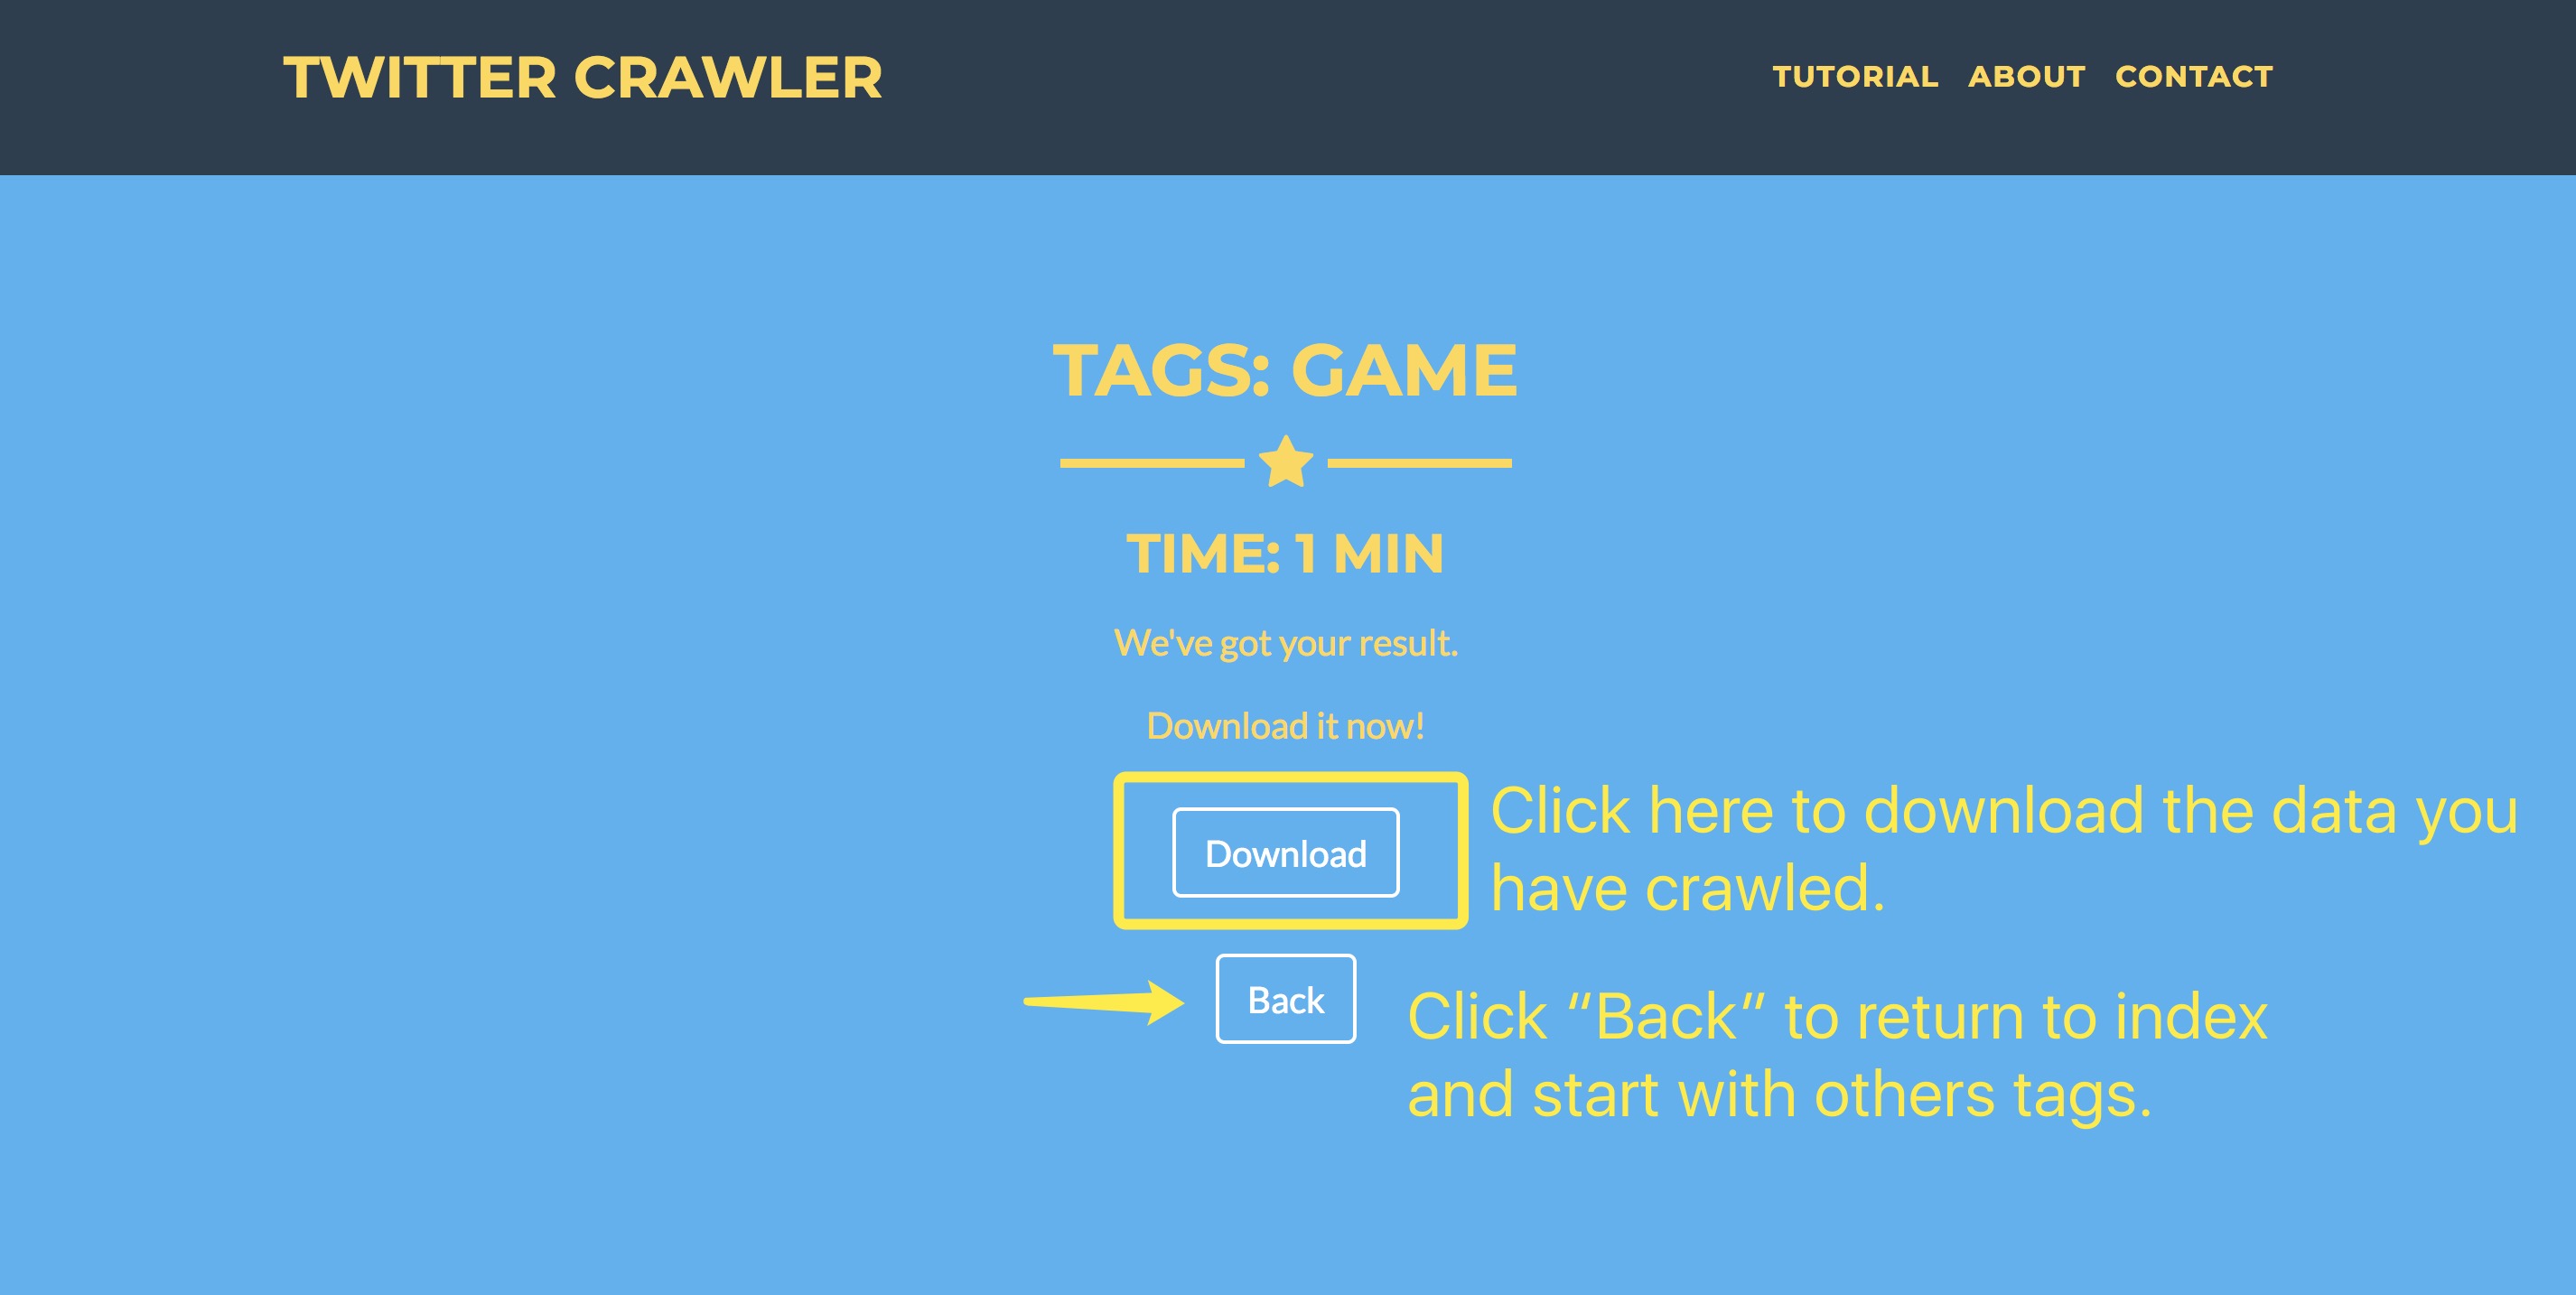 TWITTER CRAWLER
TUTORIAL ABOUT CONTACT
TAGS: GAME
TIME: 1 MIN
We've got your result.
Download it now!
Download
Click here to download the data you
have crawled.
Back
Click “Back” to return to index
and start with others tags.